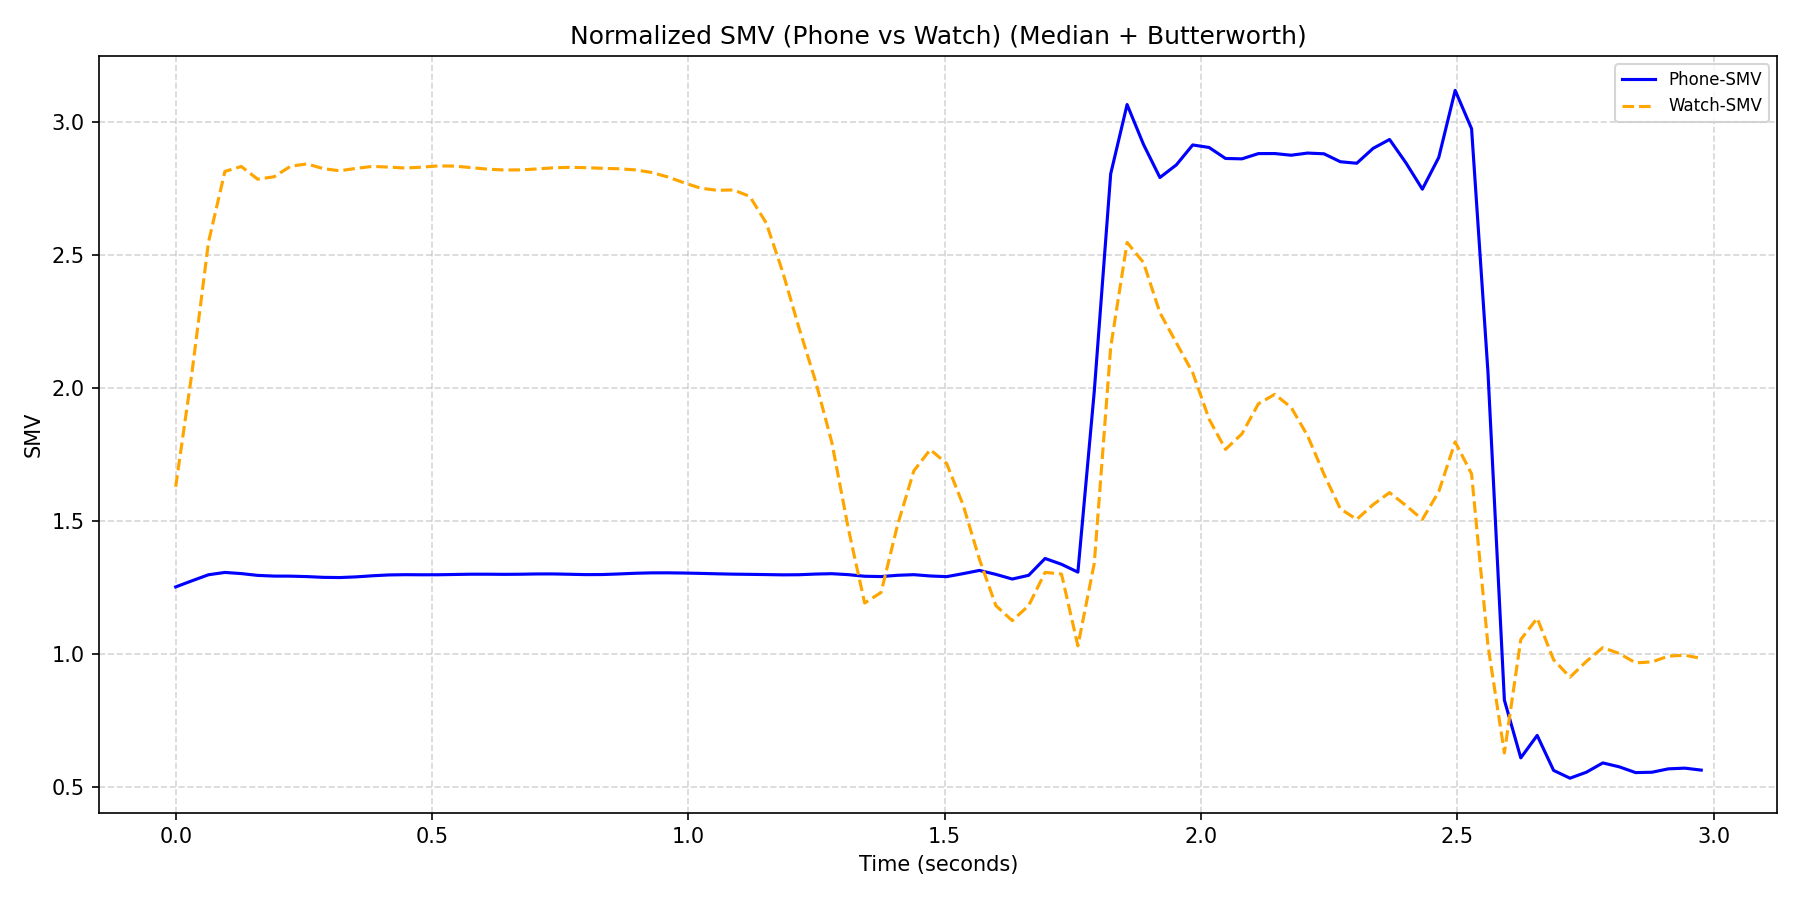 Normalized SMV (Phone vs Watch) (Median + Butterworth)
Phone-SMV
Watch-SMV
SMV
3.0
2.5
2.0
1.5
1.0
0.5
0.0 0.5 1.0 1.5 2.0 2.5 3.0
Time (seconds)